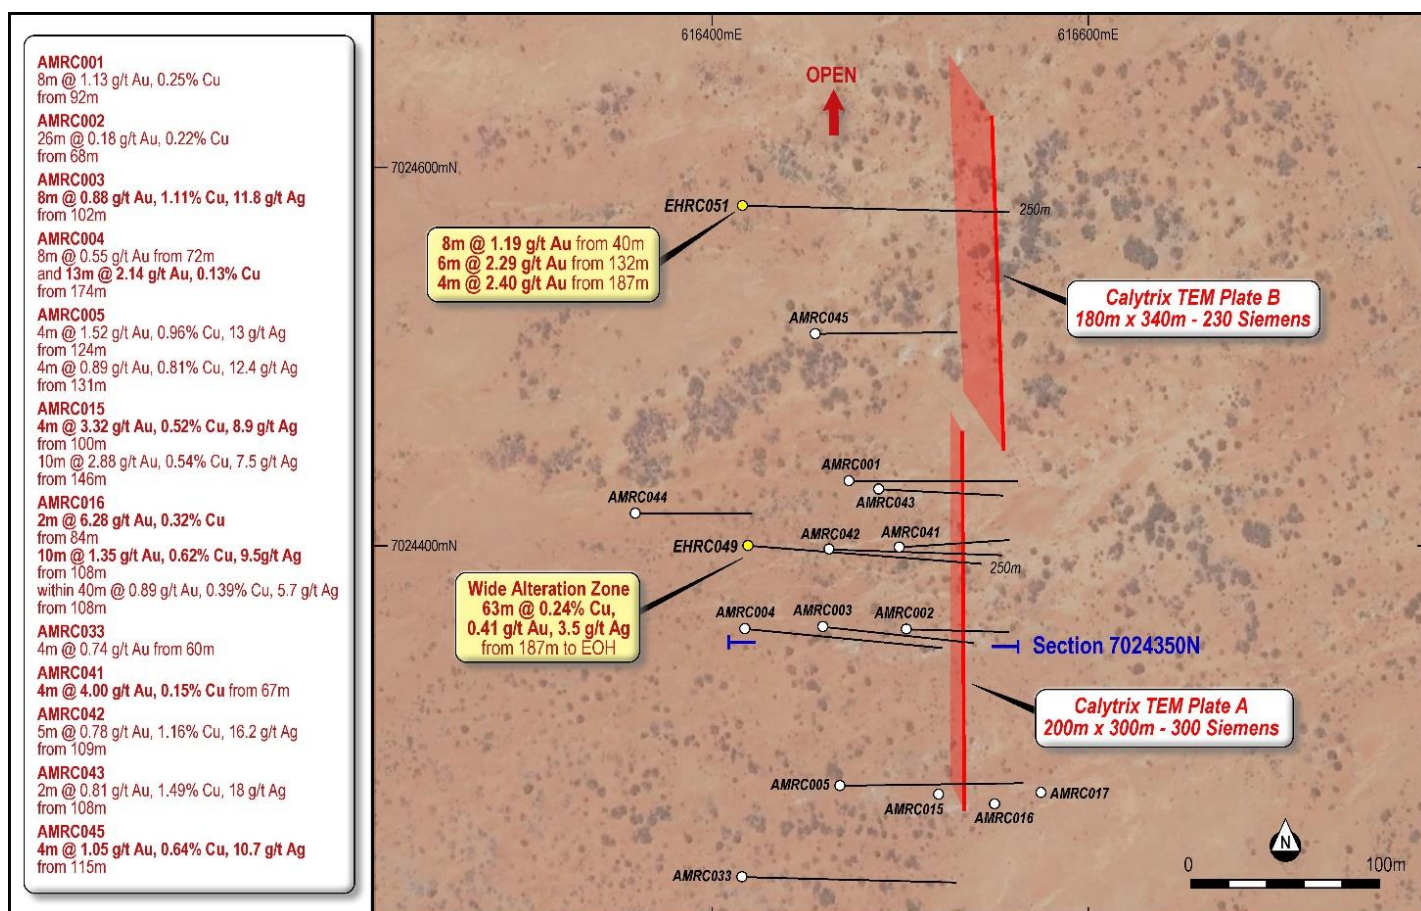 AMRC001
8m @ 1.13 g/t Au, 0.25% Cu
from 92m
AMRC002
26m @ 0.18 g/t Au, 0.22% Cu
from 68m
AMRC003
8m @ 0.88 g/t Au, 1.11% Cu, 11.8 g/t Ag
from 102m
AMRC004
8m @ 0.55 g/t Au from 72m
and 13m @ 2.14 g/t Au, 0.13% Cu
from 174m
AMRC005
4m @ 1.52 g/t Au, 0.96% Cu, 13 g/t Ag
from 124m
4m @ 0.89 g/t Au, 0.81% Cu, 12.4 g/t Ag
from 131m
AMRC015
4m @ 3.32 g/t Au, 0.52% Cu, 8.9 g/t Ag
from 100m
10m @ 2.88 g/t Au, 0.54% Cu, 7.5 g/t Ag
from 146m
AMRC016
2m @ 6.28 g/t Au, 0.32% Cu
from 84m
10m @ 1.35 g/t Au, 0.62% Cu, 9.5g/t Ag
from 108m
within 40m @ 0.89 g/t Au, 0.39% Cu, 5.7 g/t Ag
from 108m
AMRC033
4m @ 0.74 g/t Au from 60m
AMRC041
4m @ 4.00 g/t Au, 0.15% Cu from 67m
AMRC042
5m @ 0.78 g/t Au, 1.16% Cu, 16.2 g/t Ag
from 109m
AMRC043
2m @ 0.81 g/t Au, 1.49% Cu, 18 g/t Ag
from 108m
AMRC045
4m @ 1.05 g/t Au, 0.64% Cu, 10.7 g/t Ag
from 115m
616400mE
616600mE
OPEN
7024600mN
EHRC051
250m
8m @ 1.19 g/t Au from 40m
6m @ 2.29 g/t Au from 132m
4m @ 2.40 g/t Au from 187m
Calytrix TEM Plate B
180m x 340m - 230 Siemens
AMRC045
AMRC001
AMRC043
AMRC044
AMRC042
AMRC041
7024400mN
EHRC049
250m
Wide Alteration Zone
63m @ 0.24% Cu,
0.41 g/t Au, 3.5 g/t Ag
from 187m to EOH
AMRC004
AMRC003
AMRC002
Section 7024350N
Calytrix TEM Plate A
200m x 300m - 300 Siemens
AMRC005
AMRC015
AMRC016
AMRC017
AMRC033
N
0
100m